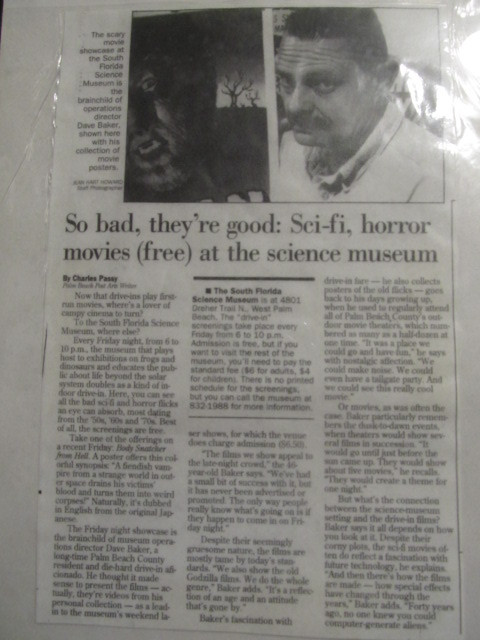 The scary
movie
showcase at
the South
Florida
Science
Museum is
the
brainchild of
operations
director
Dave Baker,
shown here
with his
collection of
movie
posters.
Staff Photographer
So bad, they're good: Sci-fi, horror
movies (free) at the science museum
By Charles Passy
Palm Beach Post Arts Writer
Now that drive-ins play first-
run movies, where's a lover of
campy cinema to turn?
To the South Florida Science
Museum, where else?
Every Friday night, from 6 to
10 p.m., the museum that plays
host to exhibitions on frogs and
dinosaurs and educates the pub-
lic about life beyond the solar
system doubles as a kind of in-
door drive-in. Here, you can see
all the bad sci-fi and horror flicks
an eye can absorb, most dating
from the '50s, '60s and '70s. Best
of all, the screenings are free.
Take one of the offerings on
a recent Friday: Body Snatcher
from Hell. A poster offers this col-
orful synopsis: "A fiendish vam-
pire from a strange world in out-
er space drains his victims'
blood and turns them into weird
corpses!" Naturally, it's dubbed
in English from the original Jap-
anese.
The Friday night showcase is
the brainchild of museum opera-
tions director Dave Baker, a
long-time Palm Beach County
resident and die-hard drive-in afi-
cionado. He thought it made
sense to present the films — ac-
tually, they're videos from his
personal collection — as a lead-
in to the museum's weekend la-
■ The South Florida
Science Museum is at 4801
Dreher Trail N., West Palm
Beach. The "drive-in"
screenings take place every
Friday from 6 to 10 p.m.
Admission is free, but if you
want to visit the rest of the
museum, you'll need to pay the
standard fee ($6 for adults, $4
for children). There is no printed
schedule for the screenings,
but you can call the museum at
832-1988 for more information.
ser shows, for which the venue
does charge admission ($6.50).
"The films we show appeal to
the late-night crowd," the
year-old Baker says. "We've had
a small bit of success with it, but
it has never been advertised or
promoted. The only way people
really know what's going on is if
they happen to come in on Fri-
day night."
Despite their seemingly
gruesome nature, the films are
mostly tame by today's stan-
dards. "We also show the old
Godzilla films. We do the whole
genre," Baker adds. "It's a reflec-
tion of an age and an attitude
that's gone by."
Baker's fascination with
drive-in fare — he also collects
posters of the old flicks — goes
back to his days growing up,
when he used to regularly attend
all of Palm Beach County's out-
door movie theaters, which num-
bered as many as a half-dozen at
one time. "It was a place we
could go and have fun," he says
with nostalgic affection. "We
could make noise. We could
even have a tailgate party. And
we could see this really cool
movie."
Or movies, as was often the
case. Baker particularly remem-
bers the dusk-to-dawn events,
when theaters would show sev-
eral films in succession. "It
would go until just before the
sun came up. They would show
about five movies," he recalls.
"They would create a theme for
one night."
But what's the connection
between the science-museum
setting and the drive-in films?
Baker says it all depends on how
you look at it. Despite their
corny plots, the sci-fi movies of-
ten do reflect a fascination with
future technology, he explains.
"And then there's how the films
are made — how special effects
have changed through the
years," Baker adds. "Forty years
ago, no one knew you could
computer-generate aliens."